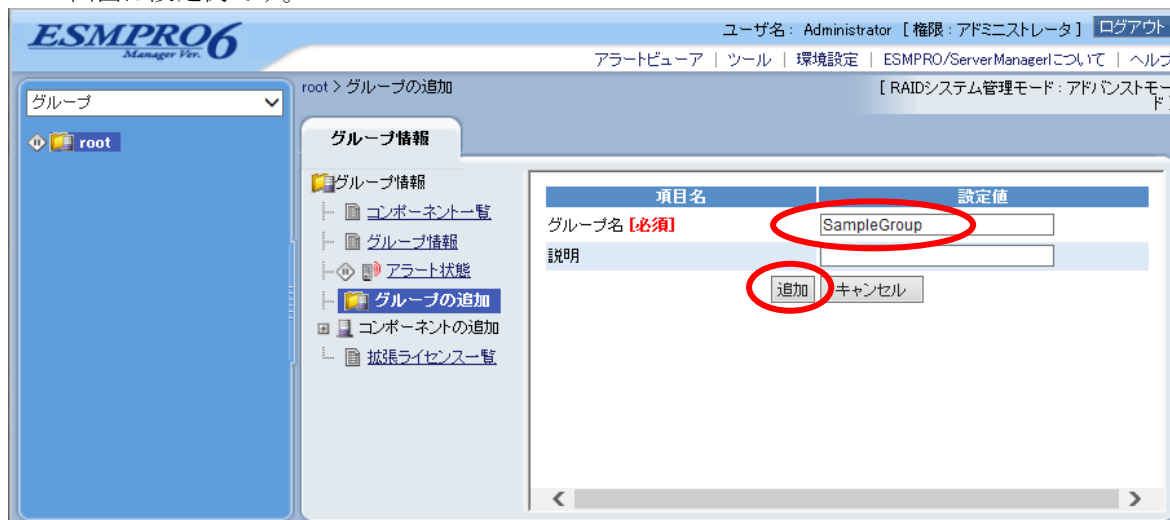 ESMPRO6
Manager Ver.
ユーザ名： Administrator [ 権限：アドミニストレータ ] ログアウト
アラートビューア | ツール | 環境設定 | ESMPRO/ServerManagerについて | ヘルプ
グループ
root > グループの追加
[ RAIDシステム管理モード：アドバンストモード ]
root
グループ情報
グループ情報
コンポーネント一覧
グループ情報
アラート状態
グループの追加
コンポーネントの追加
拡張ライセンス一覧
項目名 設定値
グループ名 [必須] SampleGroup
説明
追加 キャンセル